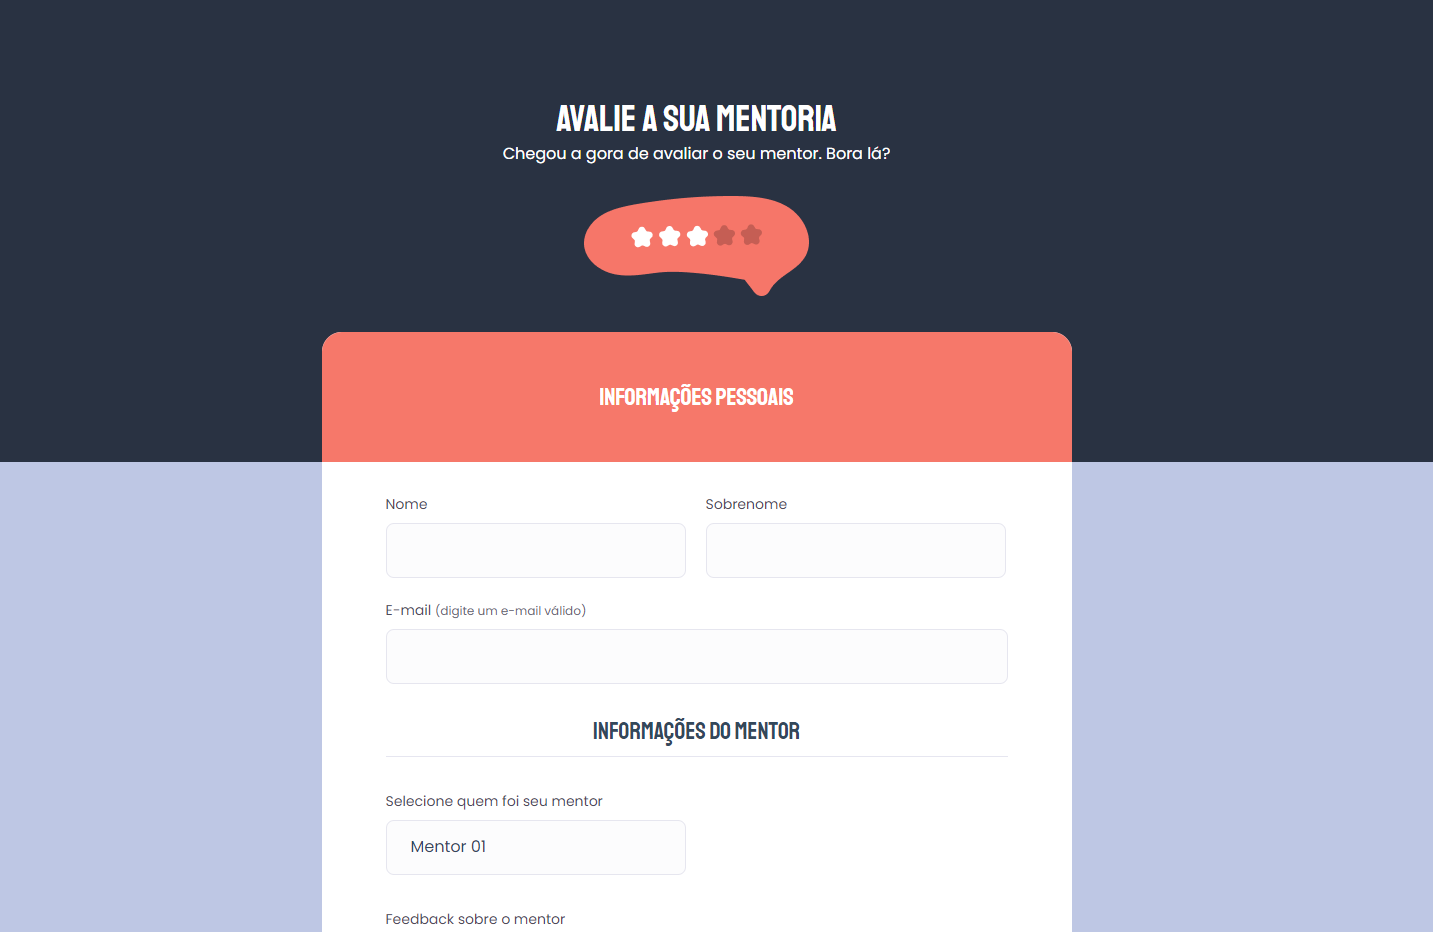 AVALIE A SUA MENTORIA
Chegou a gora de avaliar o seu mentor. Bora lá?
INFORMAÇÕES PESSOAIS
Nome
Sobrenome
E-mail (digite um e-mail válido)
INFORMAÇÕES DO MENTOR
Selecione quem foi seu mentor
Mentor 01
Feedback sobre o mentor